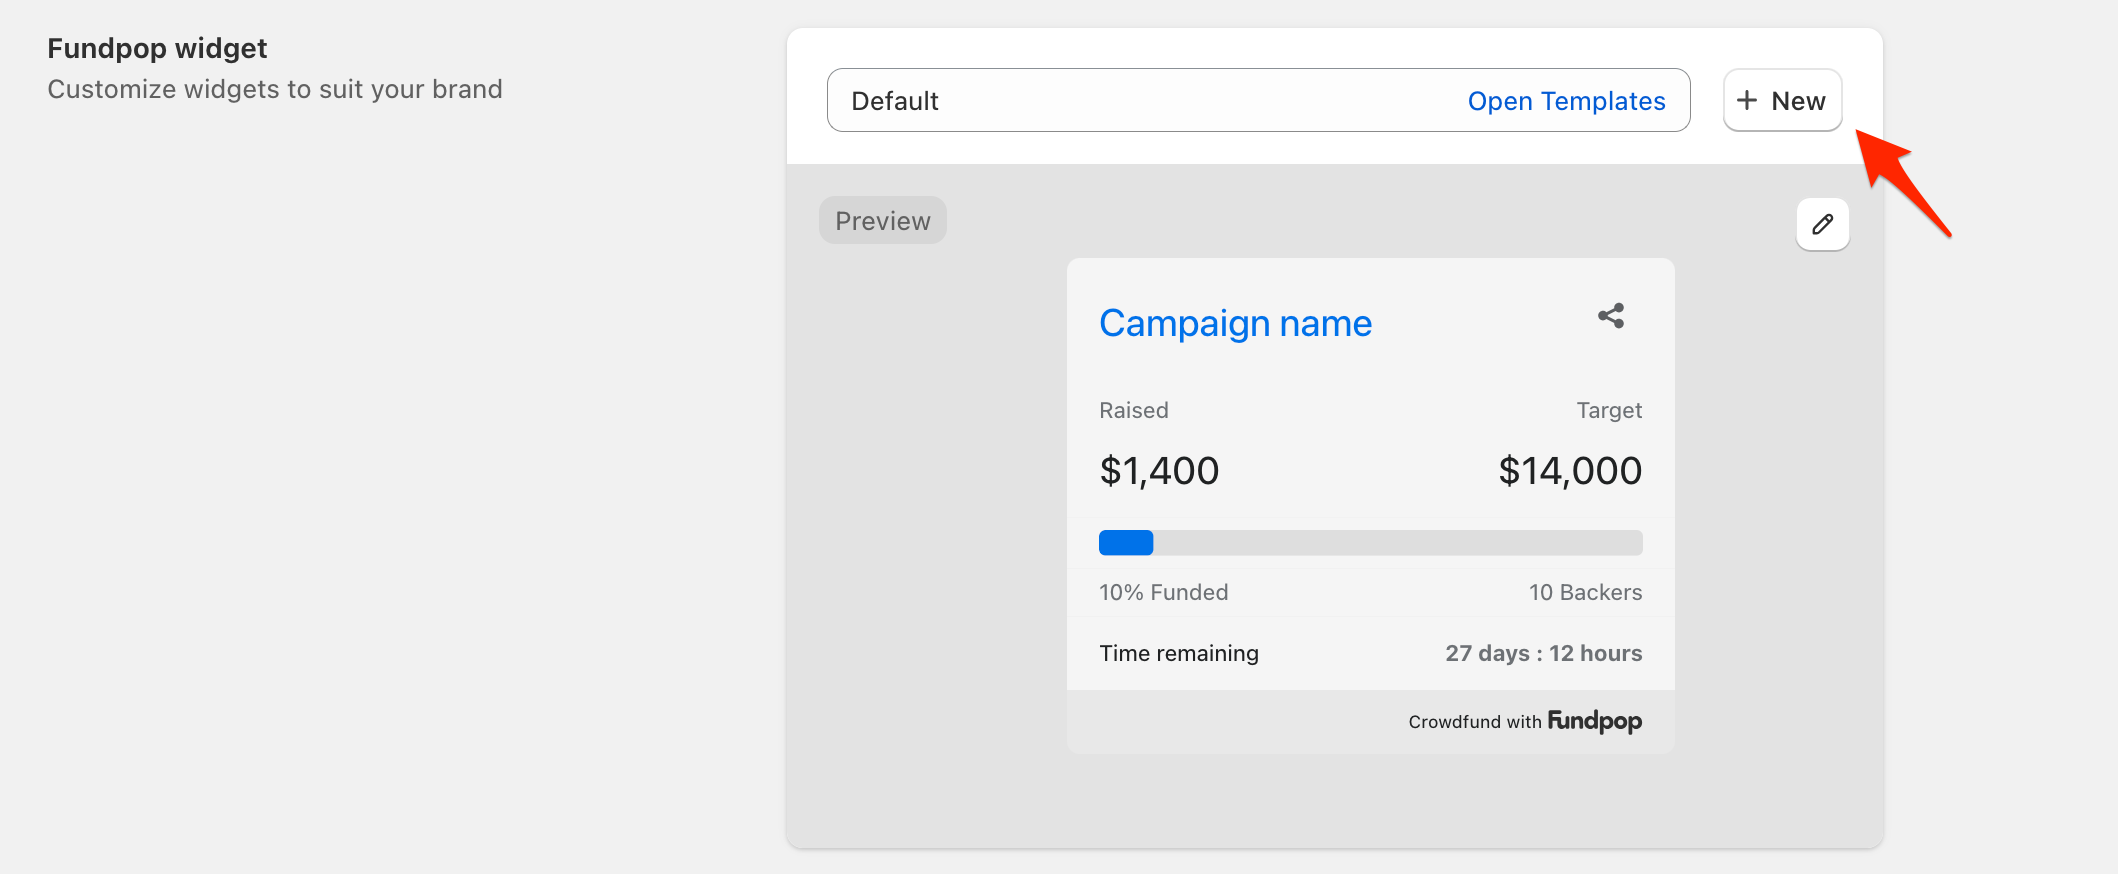 Fundpop widget
Customize widgets to suit your brand
Default
Open Templates
+ New
Preview
Campaign name
Raised
Target
$1,400
$14,000
10% Funded
10 Backers
Time remaining
27 days : 12 hours
Crowdfund with Fundpop